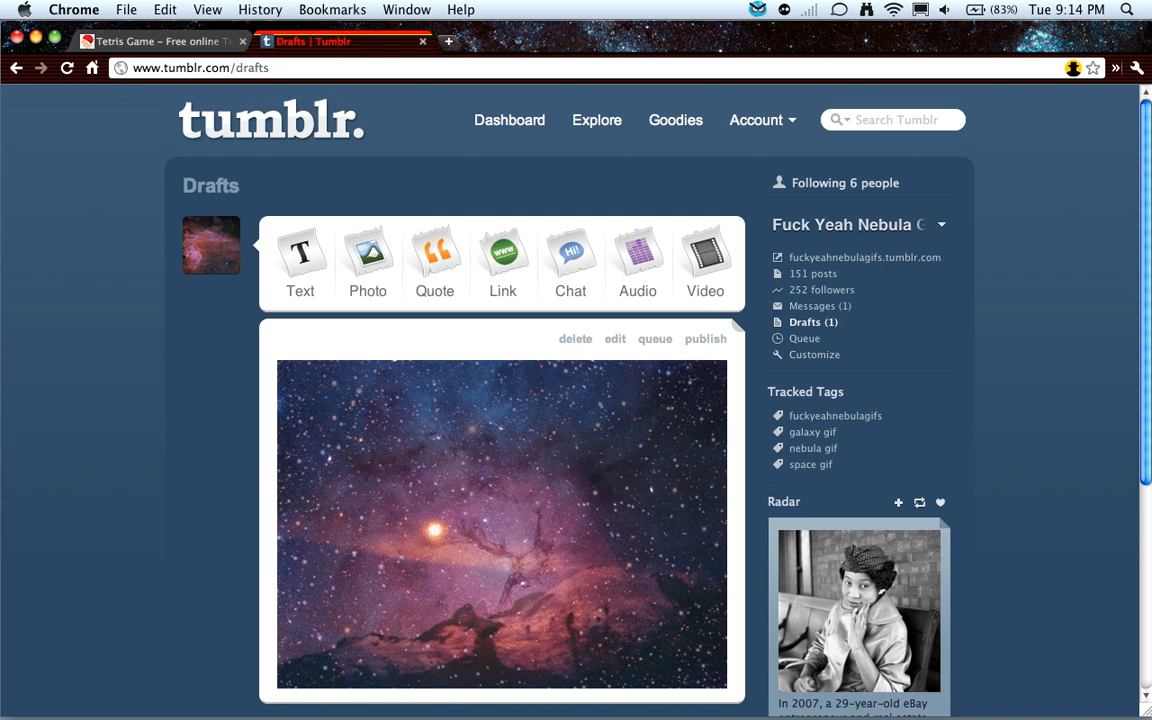 Chrome File Edit View History Bookmarks Window Help (83%) Tue 9:14 PM
Tetris Game – Free online Te Drafts | Tumblr
www.tumblr.com/drafts
tumblr. Dashboard Explore Goodies Account Search Tumblr
Drafts
T
www
Hi!
Text Photo Quote Link Chat Audio Video
delete edit queue publish
Following 6 people
Fuck Yeah Nebula G
fuckyeahnebulagifs.tumblr.com
151 posts
252 followers
Messages (1)
Drafts (1)
Queue
Customize
Tracked Tags
fuckyeahnebulagifs
galaxy gif
nebula gif
space gif
Radar
In 2007, a 29-year-old eBay